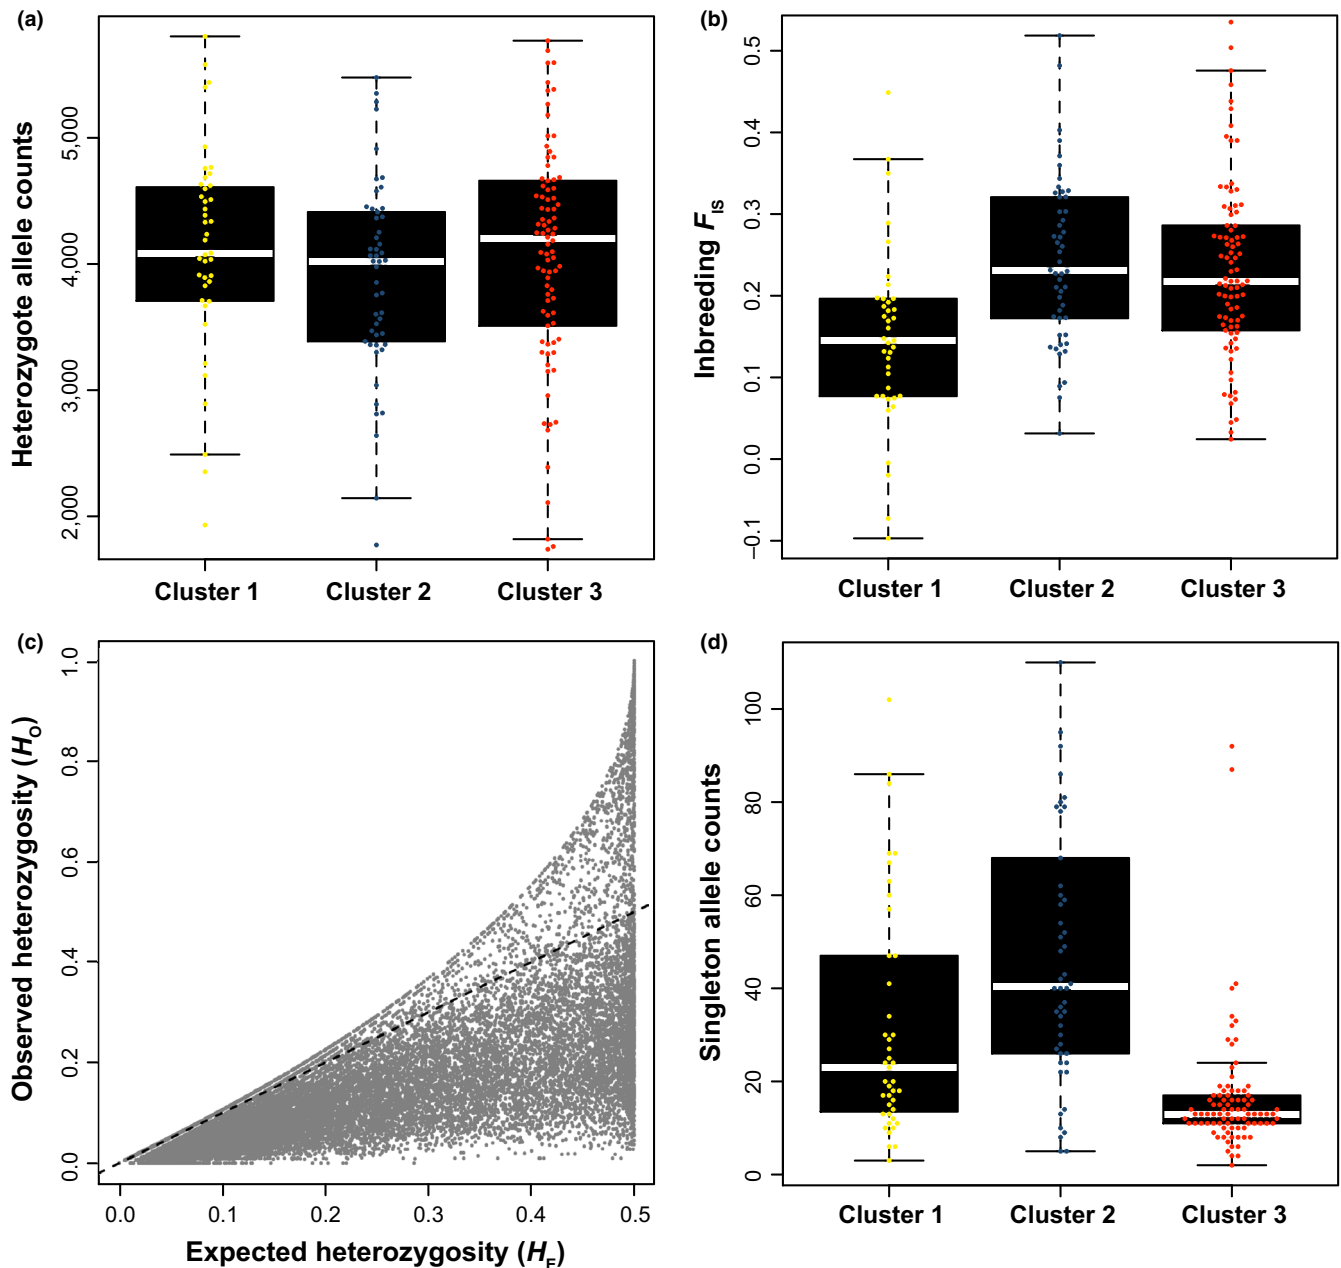 (a)
Heterozygote allele counts
5,000
4,000
3,000
2,000
Cluster 1
Cluster 2
Cluster 3
(b)
Inbreeding F_IS
0.5
0.4
0.3
0.2
0.1
0.0
−0.1
Cluster 1
Cluster 2
Cluster 3
(c)
Observed heterozygosity (H_O)
1.0
0.8
0.6
0.4
0.2
0.0
0.0 0.1 0.2 0.3 0.4 0.5
Expected heterozygosity (H_E)
(d)
Singleton allele counts
100
80
60
40
20
0
Cluster 1
Cluster 2
Cluster 3